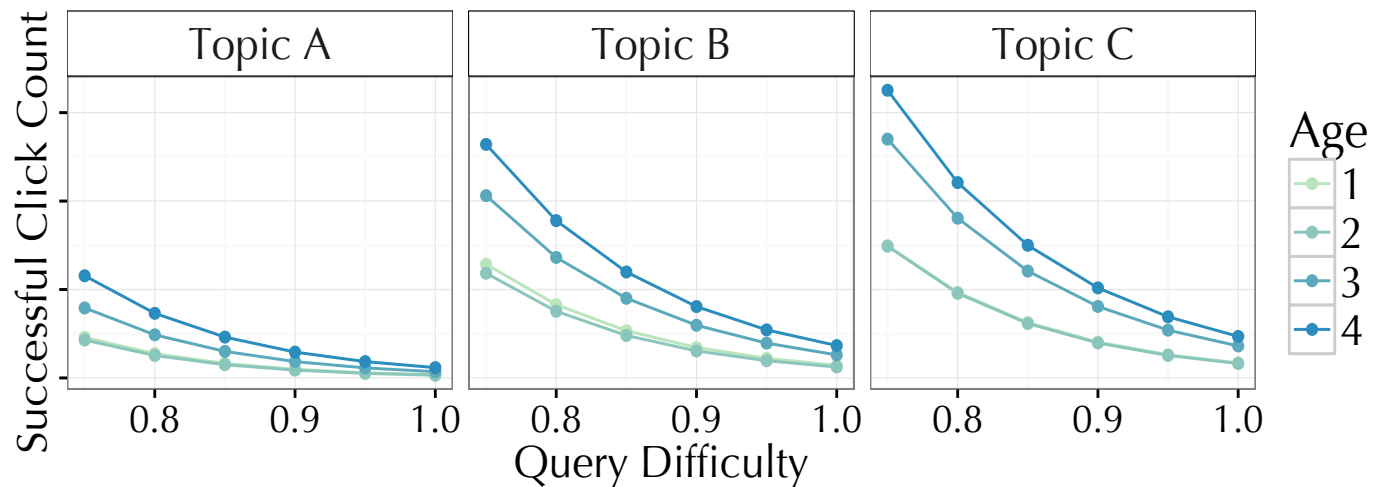 Successful Click Count
Topic A
Topic B
Topic C
Age
1
2
3
4
0.8 0.9 1.0
0.8 0.9 1.0
0.8 0.9 1.0
Query Difficulty